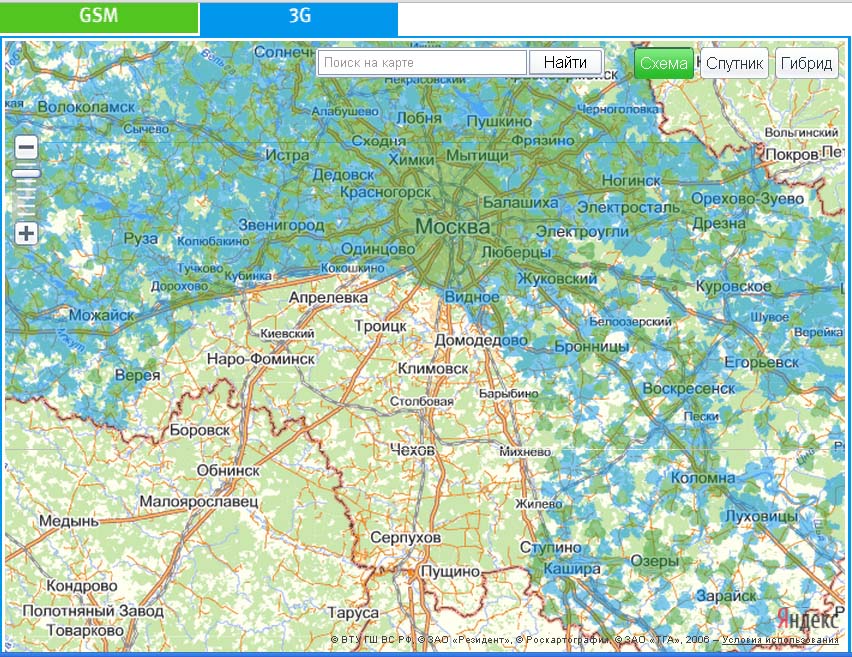 GSM
3G
Солнечн
Поиск на карте
Найти
Схема
Спутник
Гибрид
Некрасовский
Волоколамск
Сычево
Алабушево
Лобня
Пушкино
Черноголовка
Фрязино
Вольгинский
Покров
Пет
Истра
Сходня
Химки
Мытищи
Дедовск
Красногорск
Ногинск
Балашиха
Электросталь
Орехово-Зуево
Дрезна
Звенигород
Москва
Электроугли
Руза
Колюбакино
Одинцово
Люберцы
Тучково
Кубинка
Кокошкино
Жуковский
Дорохово
Куровское
Апрелевка
Видное
Можайск
Троицк
Белоозерский
Шувое
Киевский
Домодедово
Бронницы
Верейка
Наро-Фоминск
Егорьевск
Верея
Климовск
Воскресенск
Столбовая
Барыбино
Пески
Боровск
Чехов
Михнево
Цна
Обнинск
Коломна
Малоярославец
Жилево
Луховицы
Медынь
Серпухов
Ступино
Озеры
Пущино
Кашира
Кондрово
Зарайск
Полотняный Завод
Таруса
Товарково
Яндекс
© ВТУ ГШ ВС РФ, © ЗАО «Резидент», © Роскартография, © ЗАО «ТГА», 2006 – Условия использования